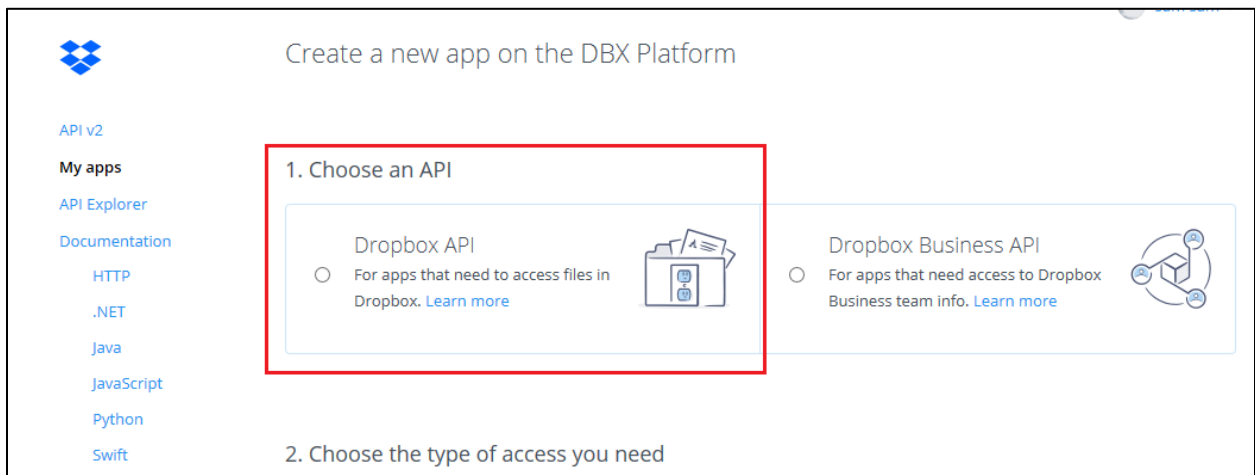 Create a new app on the DBX Platform
API v2
My apps
API Explorer
Documentation
HTTP
.NET
Java
JavaScript
Python
Swift
1. Choose an API
Dropbox API
For apps that need to access files in
Dropbox. Learn more
Dropbox Business API
For apps that need access to Dropbox
Business team info. Learn more
2. Choose the type of access you need